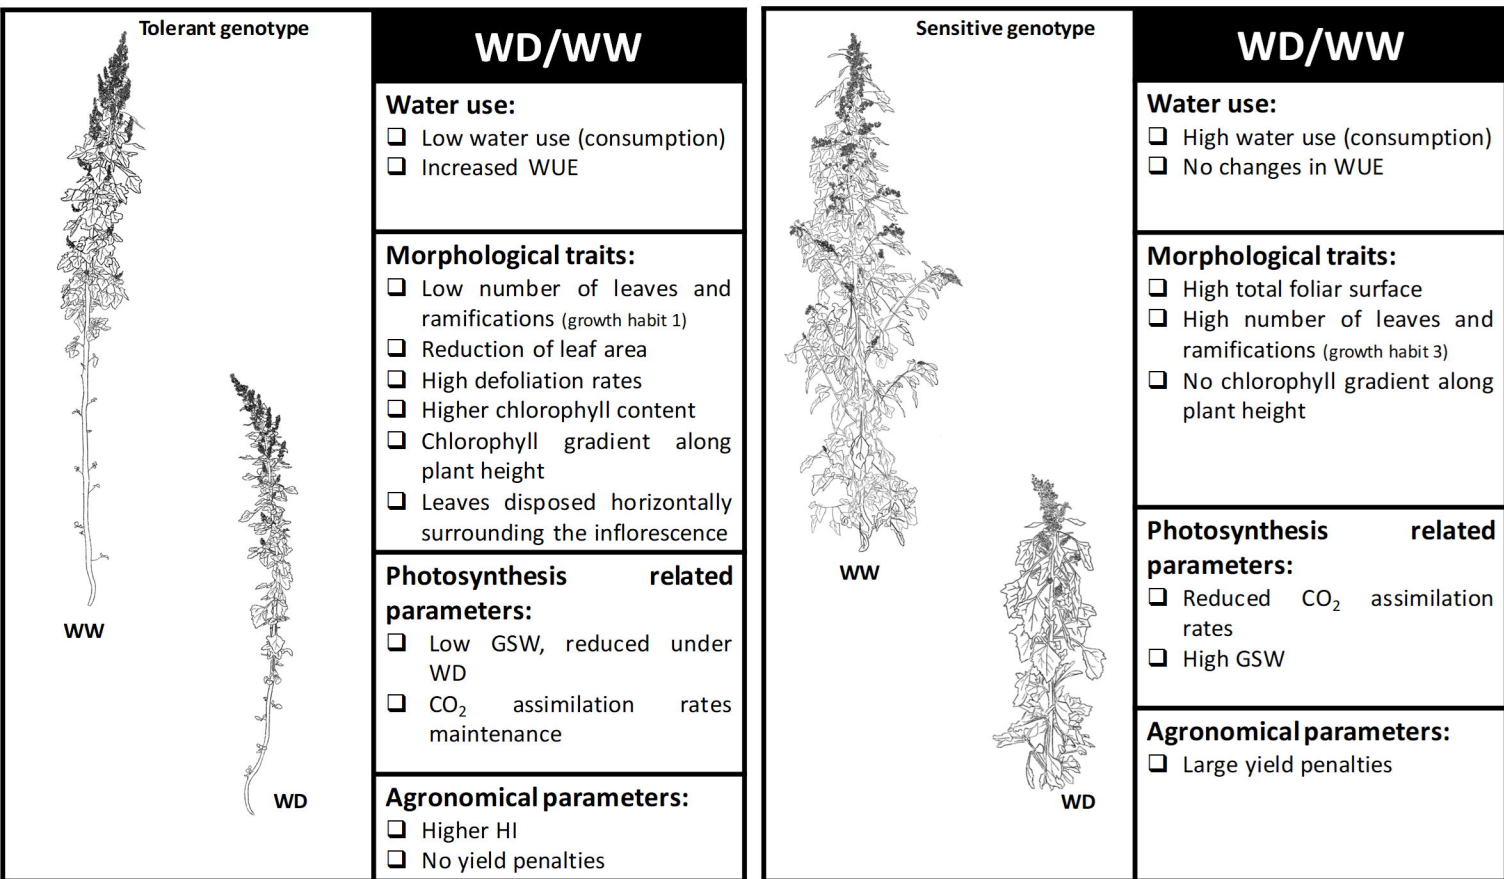 Tolerant genotype
WW
WD
WD/WW
Water use:
❑ Low water use (consumption)
❑ Increased WUE
Morphological traits:
❑ Low number of leaves and
ramifications (growth habit 1)
❑ Reduction of leaf area
❑ High defoliation rates
❑ Higher chlorophyll content
❑ Chlorophyll gradient along
plant height
❑ Leaves disposed horizontally
surrounding the inflorescence
Photosynthesis related
parameters:
❑ Low GSW, reduced under
WD
❑ CO₂ assimilation rates
maintenance
Agronomical parameters:
❑ Higher HI
❑ No yield penalties
Sensitive genotype
WW
WD
WD/WW
Water use:
❑ High water use (consumption)
❑ No changes in WUE
Morphological traits:
❑ High total foliar surface
❑ High number of leaves and
ramifications (growth habit 3)
❑ No chlorophyll gradient along
plant height
Photosynthesis related
parameters:
❑ Reduced CO₂ assimilation
rates
❑ High GSW
Agronomical parameters:
❑ Large yield penalties